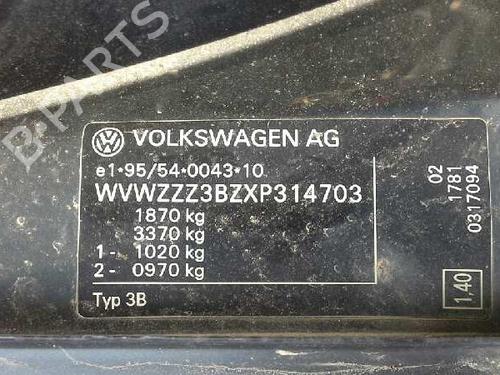 B-PARTS
VOLKSWAGEN AG
e1*95/54*0043*10
WVWZZZ3BZXP314703
1870 kg
3370 kg
1- 1020 kg
2- 0970 kg
Typ 3B
02
1781
0317094
1.40